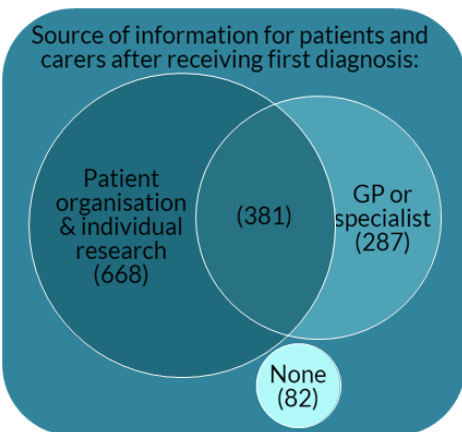 Source of information for patients and
carers after receiving first diagnosis:
Patient
organisation
& individual
research
(668)
(381)
GP or
specialist
(287)
None
(82)